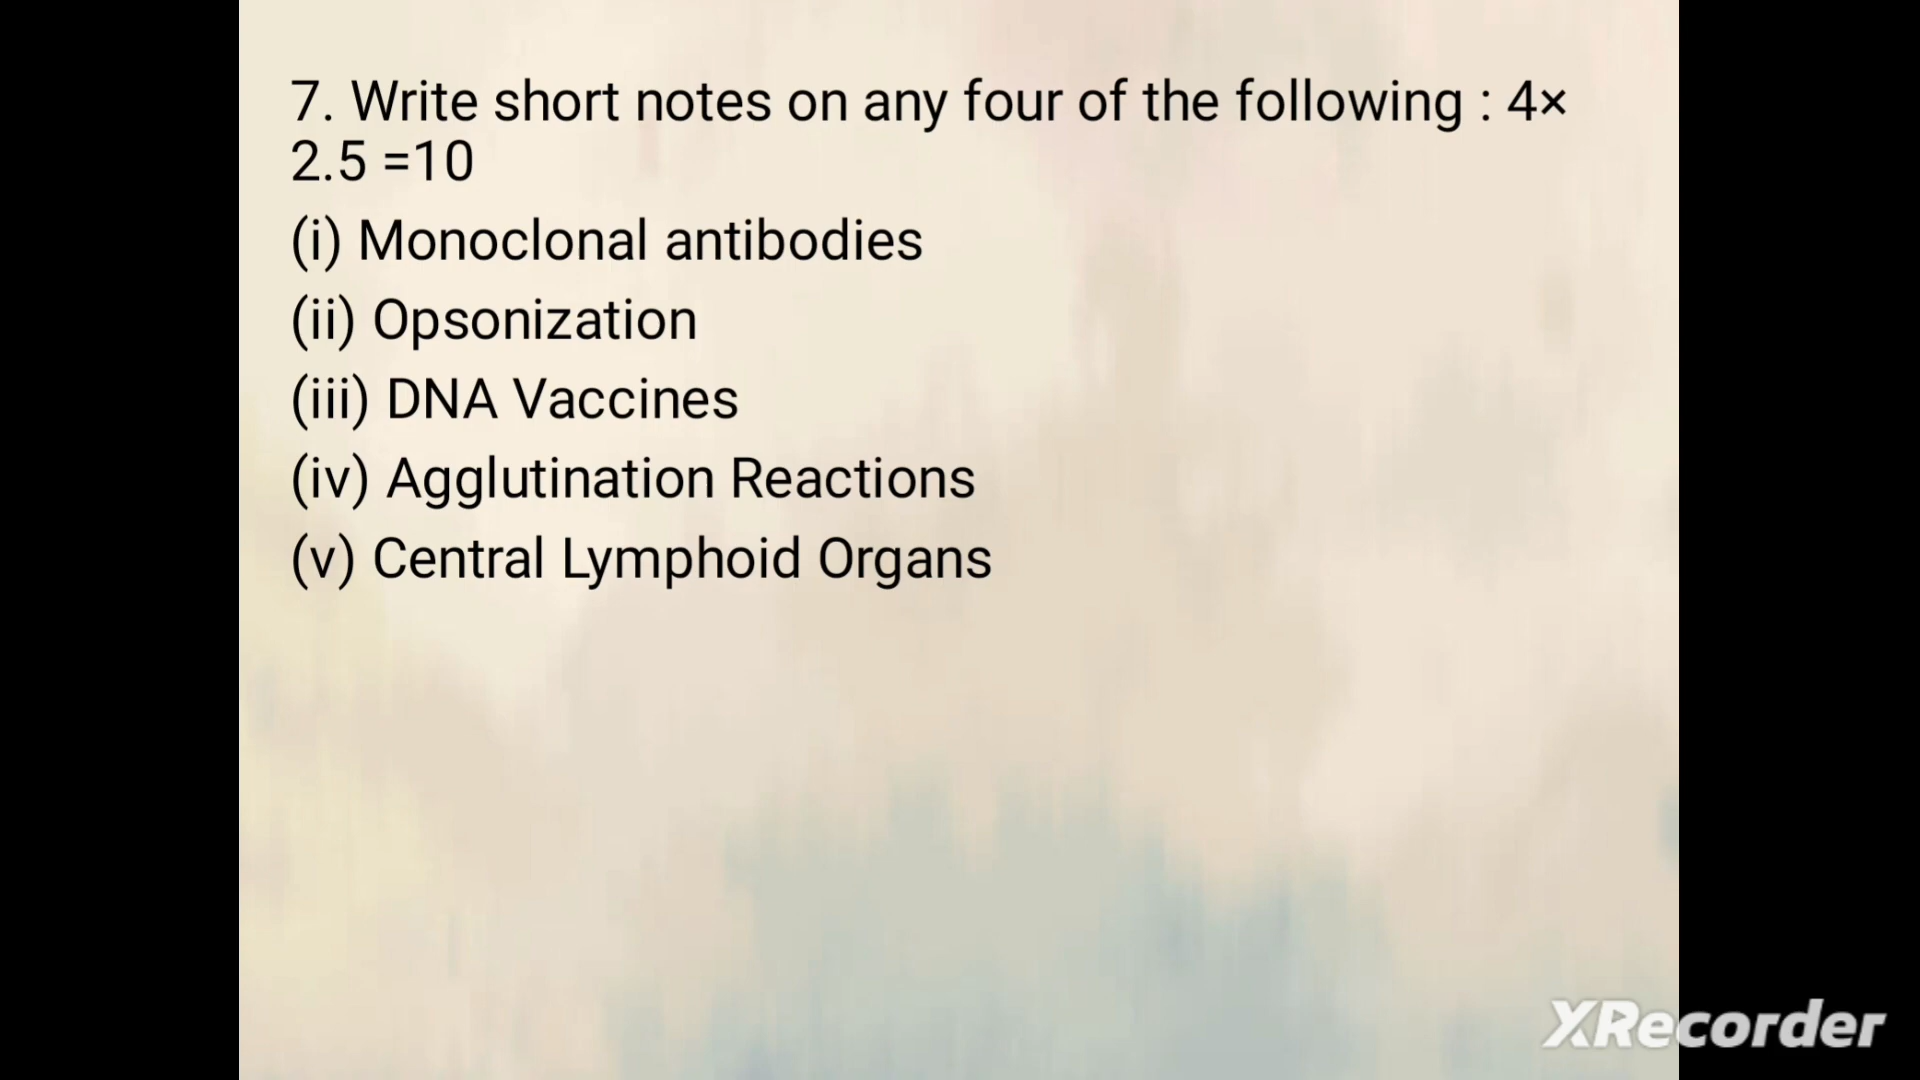 7. Write short notes on any four of the following : 4×
2.5 =10
(i) Monoclonal antibodies
(ii) Opsonization
(iii) DNA Vaccines
(iv) Agglutination Reactions
(v) Central Lymphoid Organs
XRecorder